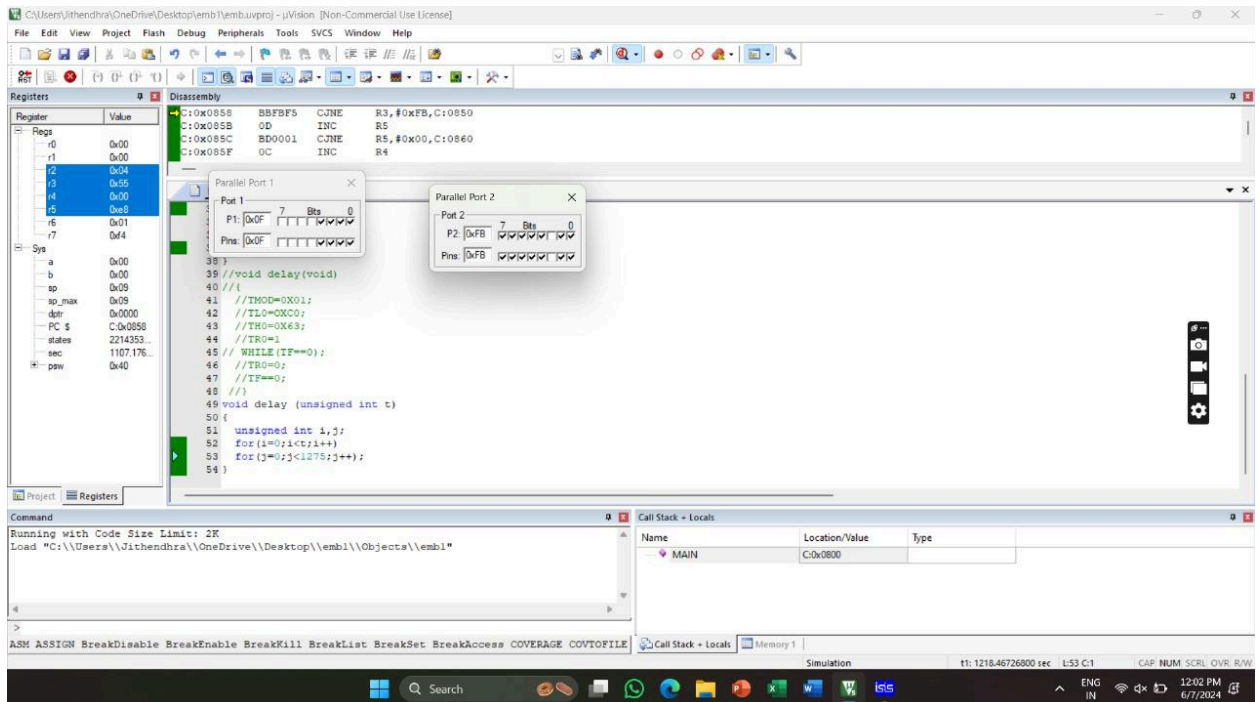 C:\Users\Jithendhra\OneDrive\Desktop\emb1\emb.uvproj - µVision [Non-Commercial Use License]
File Edit View Project Flash Debug Peripherals Tools SVCS Window Help
RST
Registers
Register Value
Regs
r0 0x00
r1 0x00
r2 0x04
r3 0x55
r4 0x00
r5 0xe8
r6 0x01
r7 0xf4
Sys
a 0x00
b 0x00
sp 0x09
sp_max 0x09
dptr 0x0000
PC $ C:0x0858
states 2214353...
sec 1107.176...
psw 0x40
Project Registers
Disassembly
C:0x0858 BBFBF5 CJNE R3,#0xFB,C:0850
C:0x085B 0D INC R5
C:0x085C BD0001 CJNE R5,#0x00,C:0860
C:0x085F 0C INC R4
Parallel Port 1
Port 1
7 Bits 0
P1: 0x0F
Pins: 0x0F
Parallel Port 2
Port 2
7 Bits 0
P2: 0xFB
Pins: 0xFB
38 }
39 //void delay(void)
40 //{
41 //TMOD=0X01;
42 //TL0=0XC0;
43 //TH0=0X63;
44 //TR0=1
45 // WHILE(TF==0);
46 //TR0=0;
47 //TF==0;
48 //}
49 void delay (unsigned int t)
50 {
51 unsigned int i,j;
52 for(i=0;i<t;i++)
53 for(j=0;j<1275;j++);
54 }
Command
Running with Code Size Limit: 2K
Load "C:\\Users\\Jithendhra\\OneDrive\\Desktop\\emb1\\Objects\\emb1"
>
ASM ASSIGN BreakDisable BreakEnable BreakKill BreakList BreakSet BreakAccess COVERAGE COVTOFILE
Call Stack + Locals
Name Location/Value Type
MAIN C:0x0800
Call Stack + Locals Memory 1
Simulation t1: 1218.46726800 sec L:53 C:1 CAP NUM SCRL OVR R/W
Search
isis
ENG
IN
12:02 PM
6/7/2024